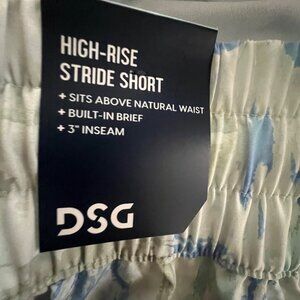 HIGH-RISE
STRIDE SHORT
+ SITS ABOVE NATURAL WAIST
+ BUILT-IN BRIEF
+ 3" INSEAM
DSG